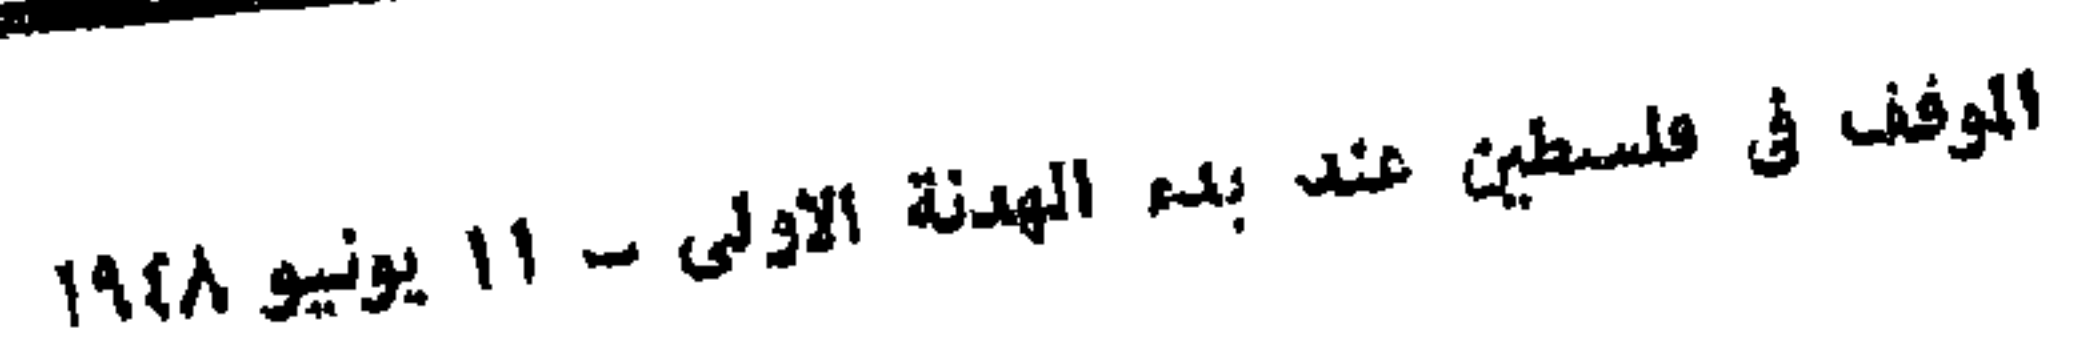 الموقف فى فلسطين عند بدء الهدنة الاولى - ١١ يونيو ١٩٤٨